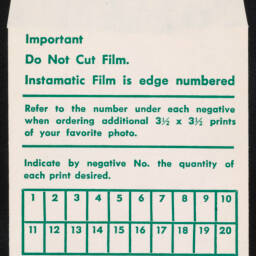 Important
Do Not Cut Film.
Instamatic Film is edge numbered
Refer to the number under each negative
when ordering additional 3½ x 3½ prints
of your favorite photo.
Indicate by negative No. the quantity of
each print desired.
1 2 3 4 5 6 7 8 9 10
11 12 13 14 15 16 17 18 19 20